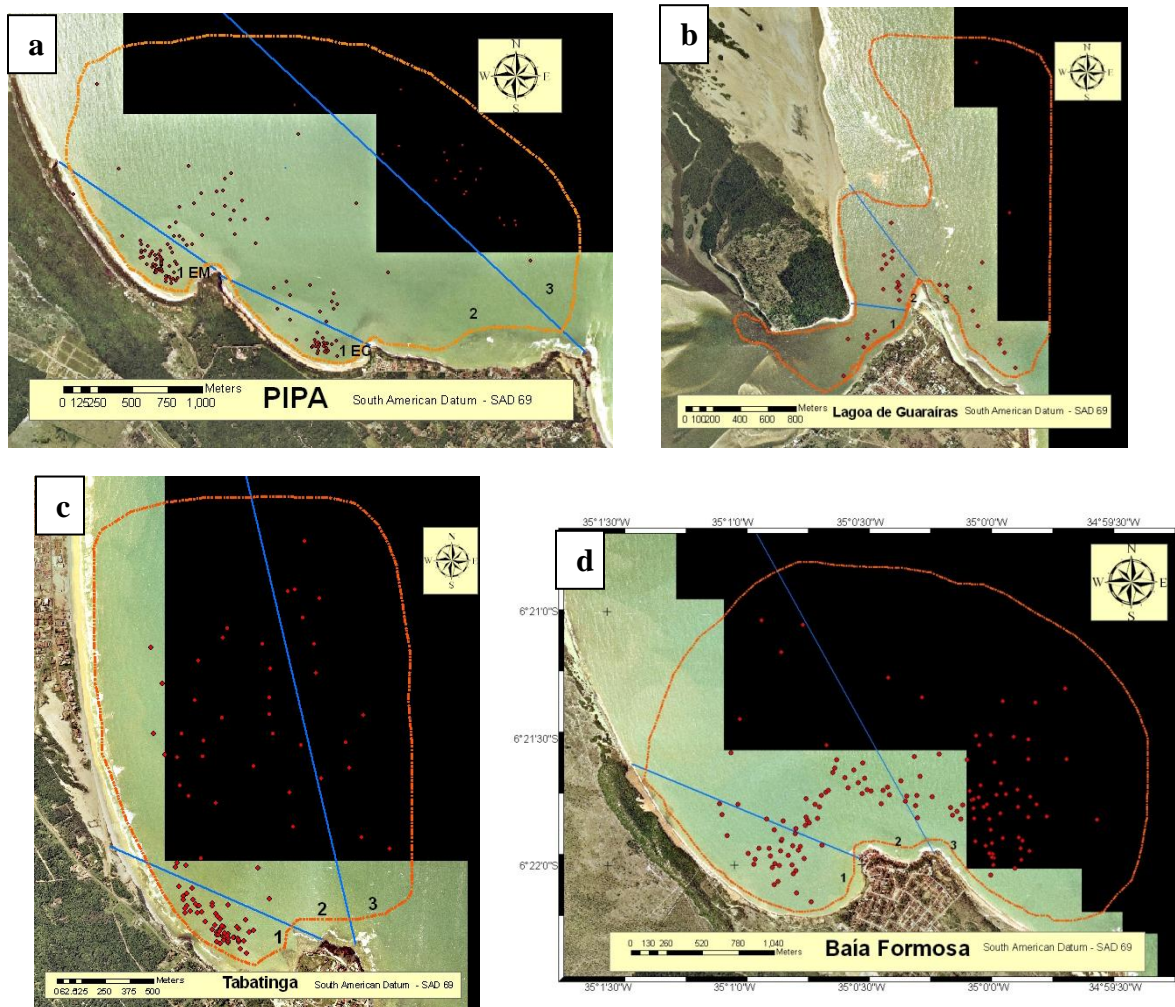 a
N
W E
S
1 EM
3
2
1 EC
Meters
0 125250 500 750 1,000
PIPA
South American Datum - SAD 69
b
N
W E
S
1
2
3
Meters
0 100200 400 600 800
Lagoa de Guaraíras
South American Datum - SAD 69
c
N
W E
S
2
3
1
Meters
0 62.5125 250 375 500
Tabatinga
South American Datum - SAD 69
35°1'30"W 35°1'0"W 35°0'30"W 35°0'0"W 34°59'30"W
d
N
W E
S
6°21'0"S
6°21'30"S
6°22'0"S
2
3
1
Meters
0 130 260 520 780 1,040
Baía Formosa
South American Datum - SAD 69
35°1'30"W 35°1'0"W 35°0'30"W 35°0'0"W 34°59'30"W